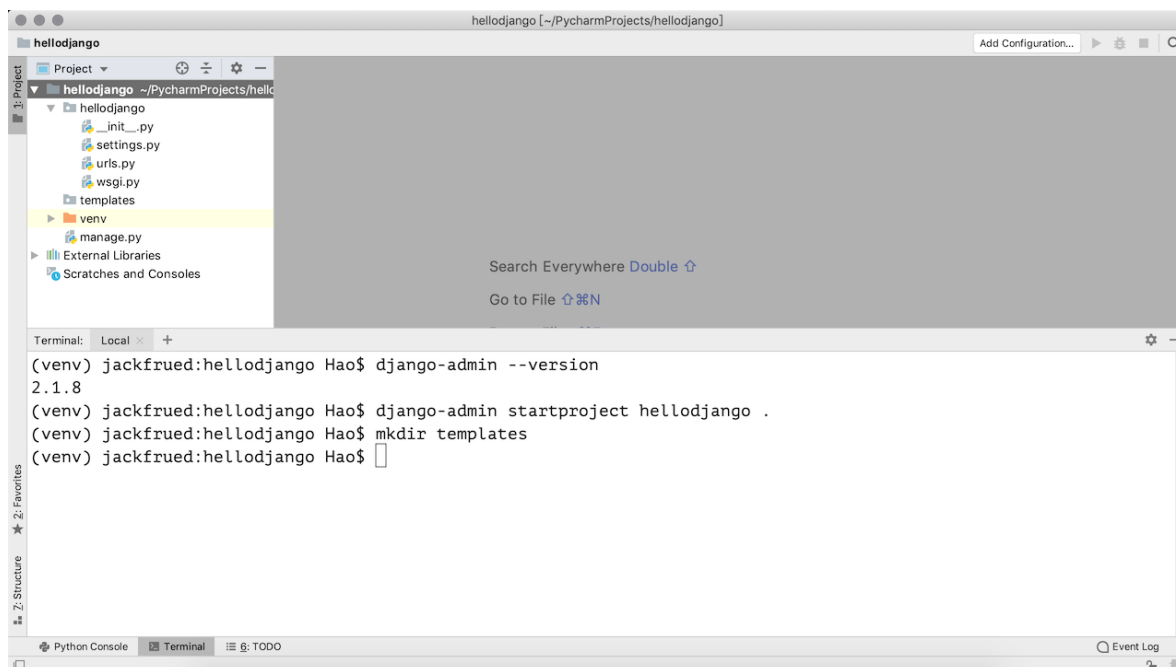 hellodjango [~/PycharmProjects/hellodjango]
hellodjango
Add Configuration...
1: Project
Project
hellodjango ~/PycharmProjects/hello
hellodjango
__init__.py
settings.py
urls.py
wsgi.py
templates
venv
manage.py
External Libraries
Scratches and Consoles
Search Everywhere Double ⇧
Go to File ⇧⌘N
Terminal: Local × +
(venv) jackfrued:hellodjango Hao$ django-admin --version
2.1.8
(venv) jackfrued:hellodjango Hao$ django-admin startproject hellodjango .
(venv) jackfrued:hellodjango Hao$ mkdir templates
(venv) jackfrued:hellodjango Hao$
2: Favorites
7: Structure
Python Console Terminal 6: TODO Event Log